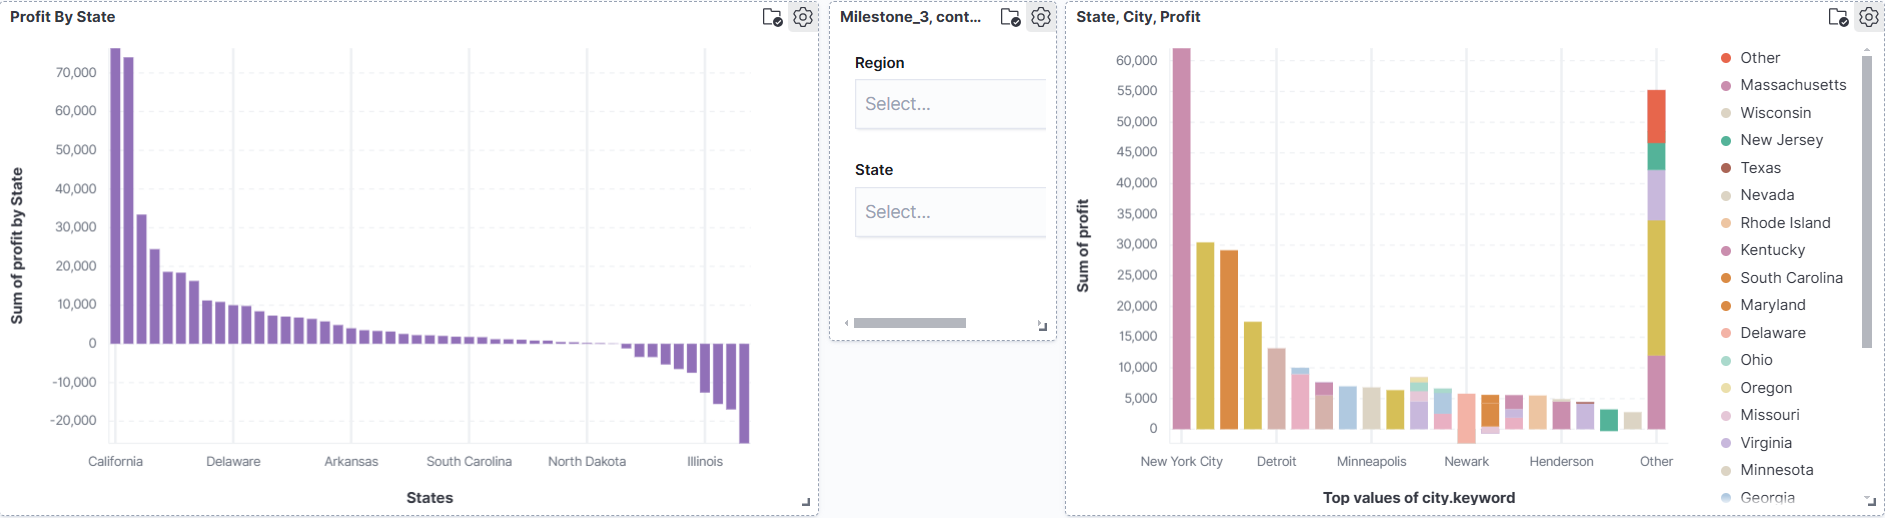 Profit By State
70,000
60,000
50,000
40,000
30,000
20,000
10,000
0
-10,000
-20,000
Sum of profit by State
California
Delaware
Arkansas
South Carolina
North Dakota
Illinois
States
Milestone_3, cont...
Region
Select...
State
Select...
State, City, Profit
60,000
55,000
50,000
45,000
40,000
35,000
30,000
25,000
20,000
15,000
10,000
5,000
0
Sum of profit
New York City
Detroit
Minneapolis
Newark
Henderson
Other
Top values of city.keyword
Other
Massachusetts
Wisconsin
New Jersey
Texas
Nevada
Rhode Island
Kentucky
South Carolina
Maryland
Delaware
Ohio
Oregon
Missouri
Virginia
Minnesota
Georgia